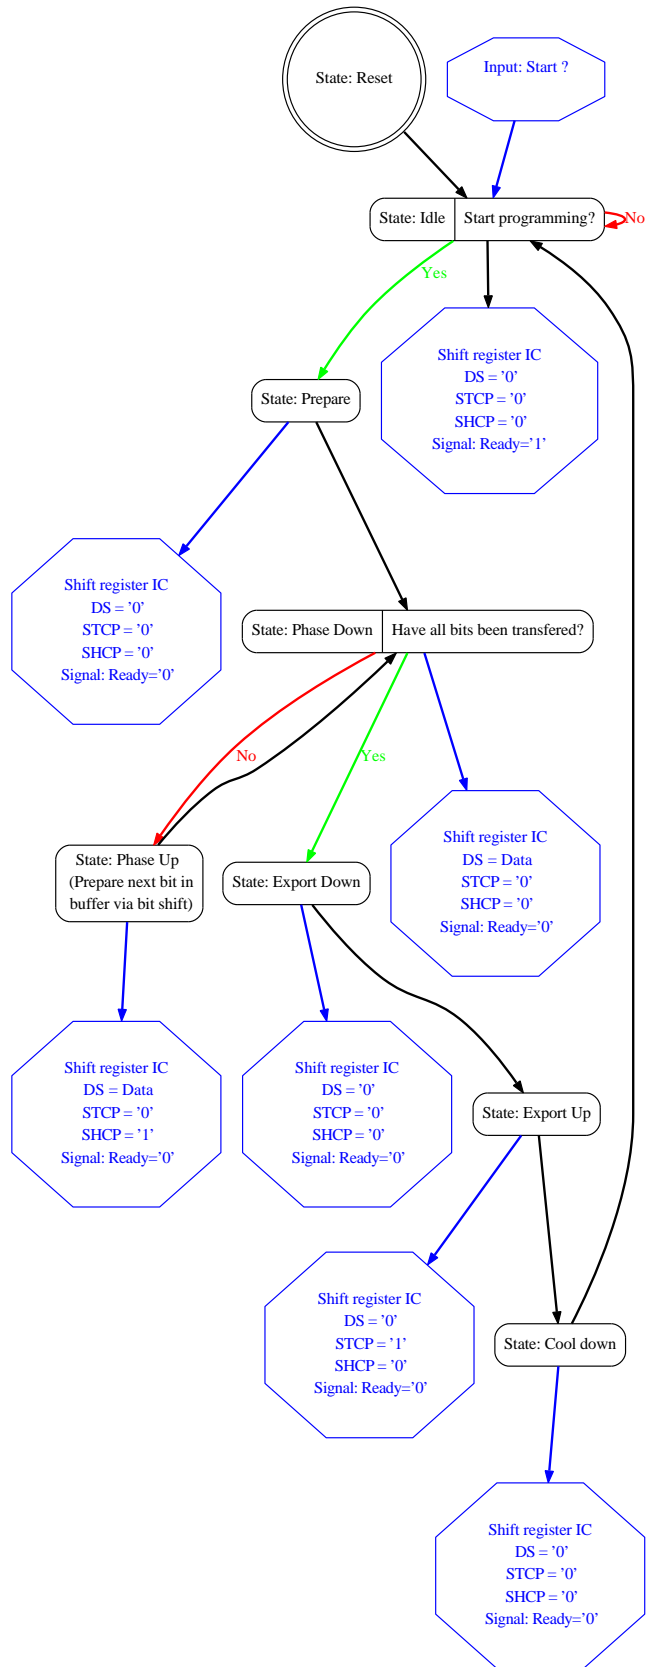 State: Reset
Input: Start ?
State: Idle
Start programming?
No
Yes
Shift register IC
DS = ’0’
STCP = ’0’
SHCP = ’0’
Signal: Ready=’1’
State: Prepare
Shift register IC
DS = ’0’
STCP = ’0’
SHCP = ’0’
Signal: Ready=’0’
State: Phase Down
Have all bits been transfered?
No
Yes
Shift register IC
DS = Data
STCP = ’0’
SHCP = ’0’
Signal: Ready=’0’
State: Phase Up
(Prepare next bit in
buffer via bit shift)
State: Export Down
Shift register IC
DS = Data
STCP = ’0’
SHCP = ’1’
Signal: Ready=’0’
Shift register IC
DS = ’0’
STCP = ’0’
SHCP = ’0’
Signal: Ready=’0’
State: Export Up
Shift register IC
DS = ’0’
STCP = ’1’
SHCP = ’0’
Signal: Ready=’0’
State: Cool down
Shift register IC
DS = ’0’
STCP = ’0’
SHCP = ’0’
Signal: Ready=’0’